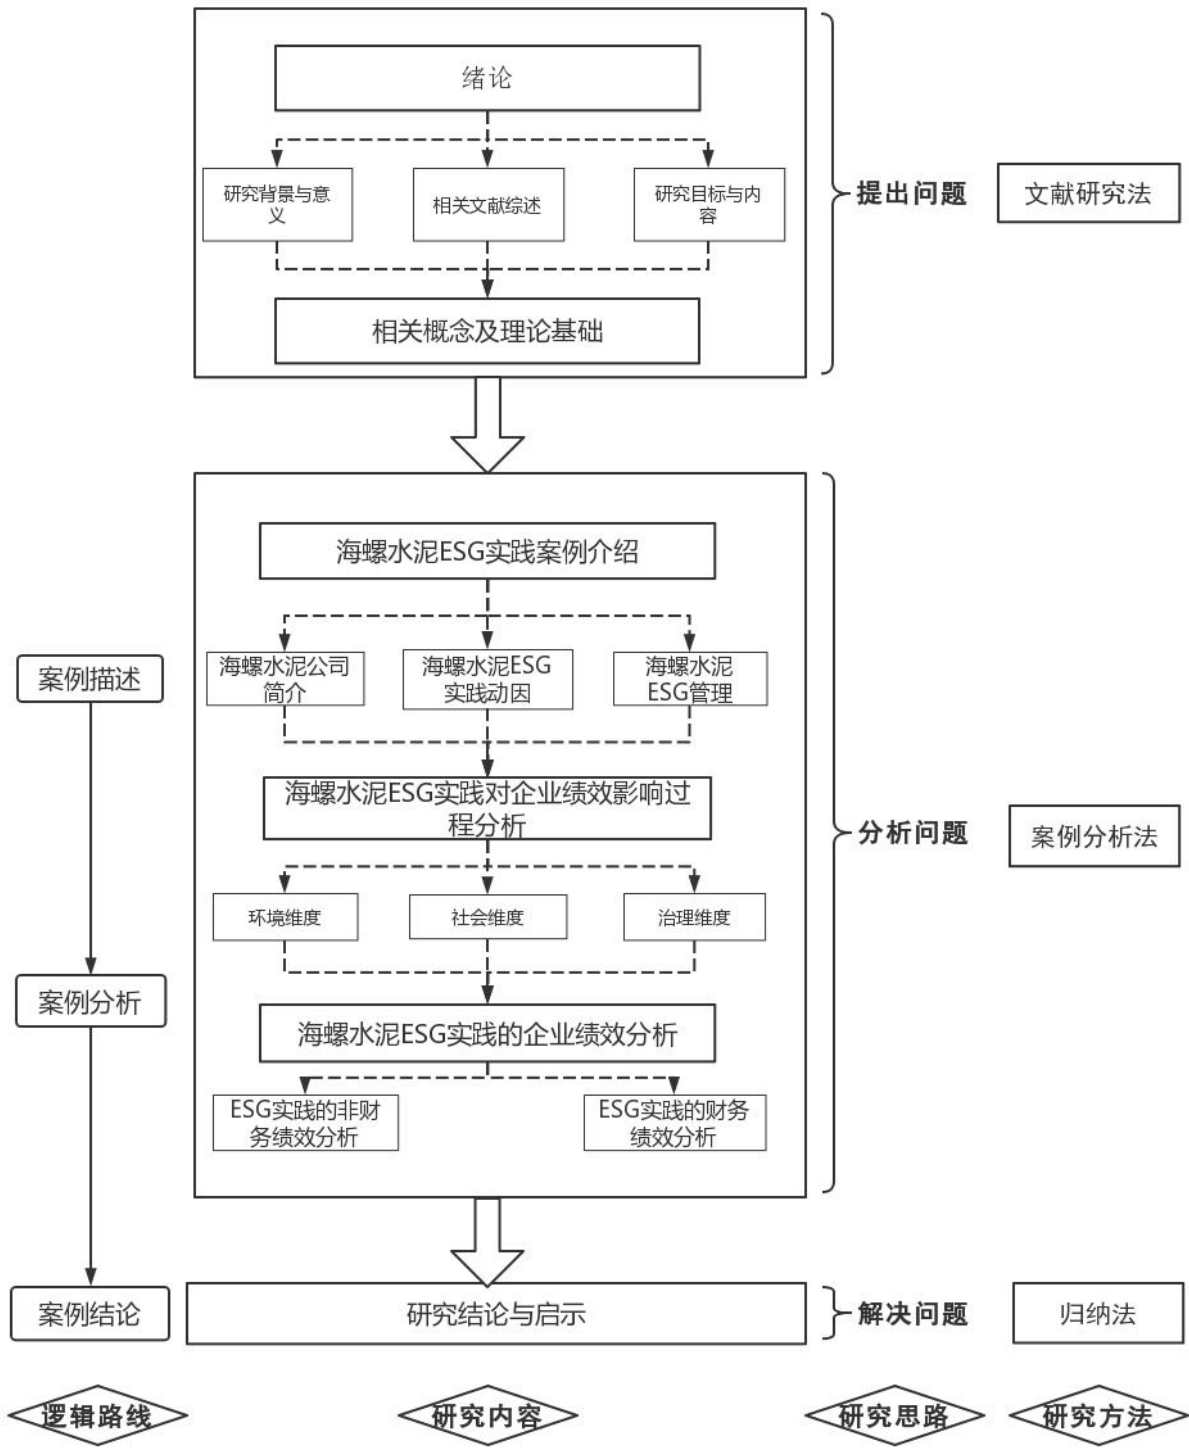 绪论
研究背景与意
义
相关文献综述
研究目标与内
容
相关概念及理论基础
提出问题
文献研究法
海螺水泥ESG实践案例介绍
海螺水泥公司
简介
海螺水泥ESG
实践动因
海螺水泥
ESG管理
案例描述
海螺水泥ESG实践对企业绩效影响过
程分析
分析问题
案例分析法
环境维度
社会维度
治理维度
案例分析
海螺水泥ESG实践的企业绩效分析
ESG实践的非财
务绩效分析
ESG实践的财务
绩效分析
案例结论
研究结论与启示
解决问题
归纳法
逻辑路线
研究内容
研究思路
研究方法